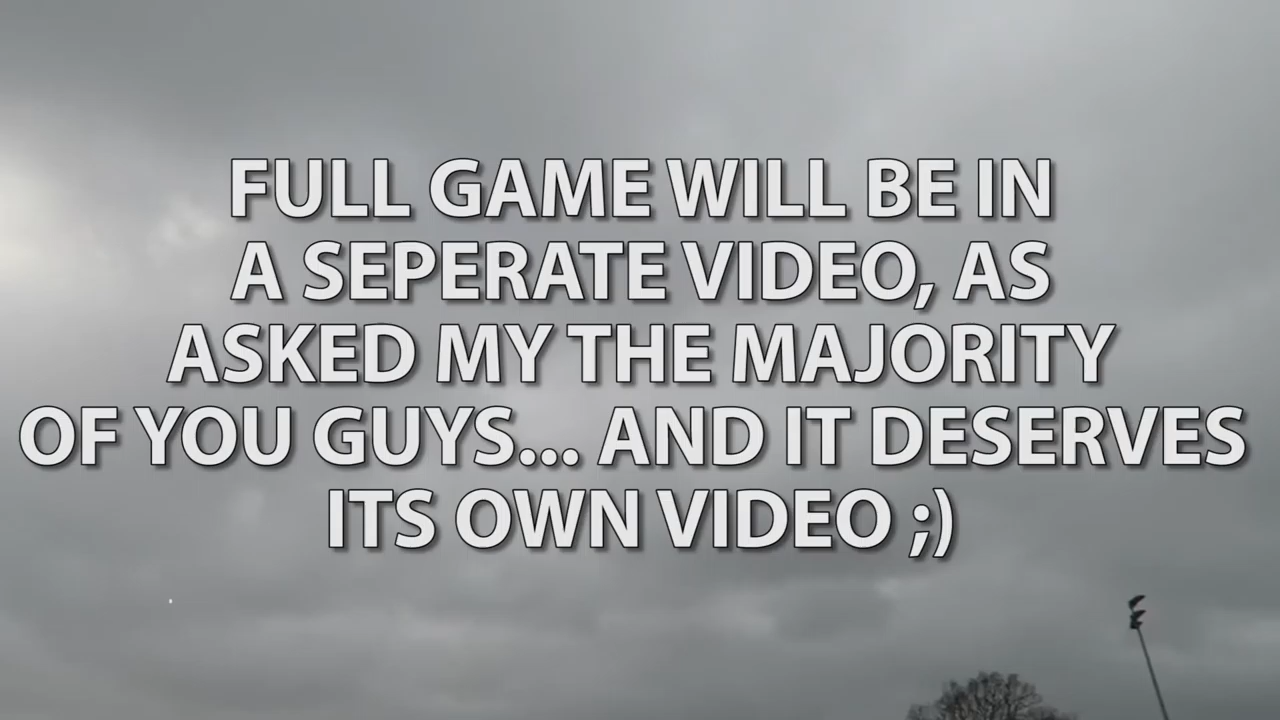 FULL GAME WILL BE IN
A SEPERATE VIDEO, AS
ASKED MY THE MAJORITY
OF YOU GUYS... AND IT DESERVES
ITS OWN VIDEO ;)